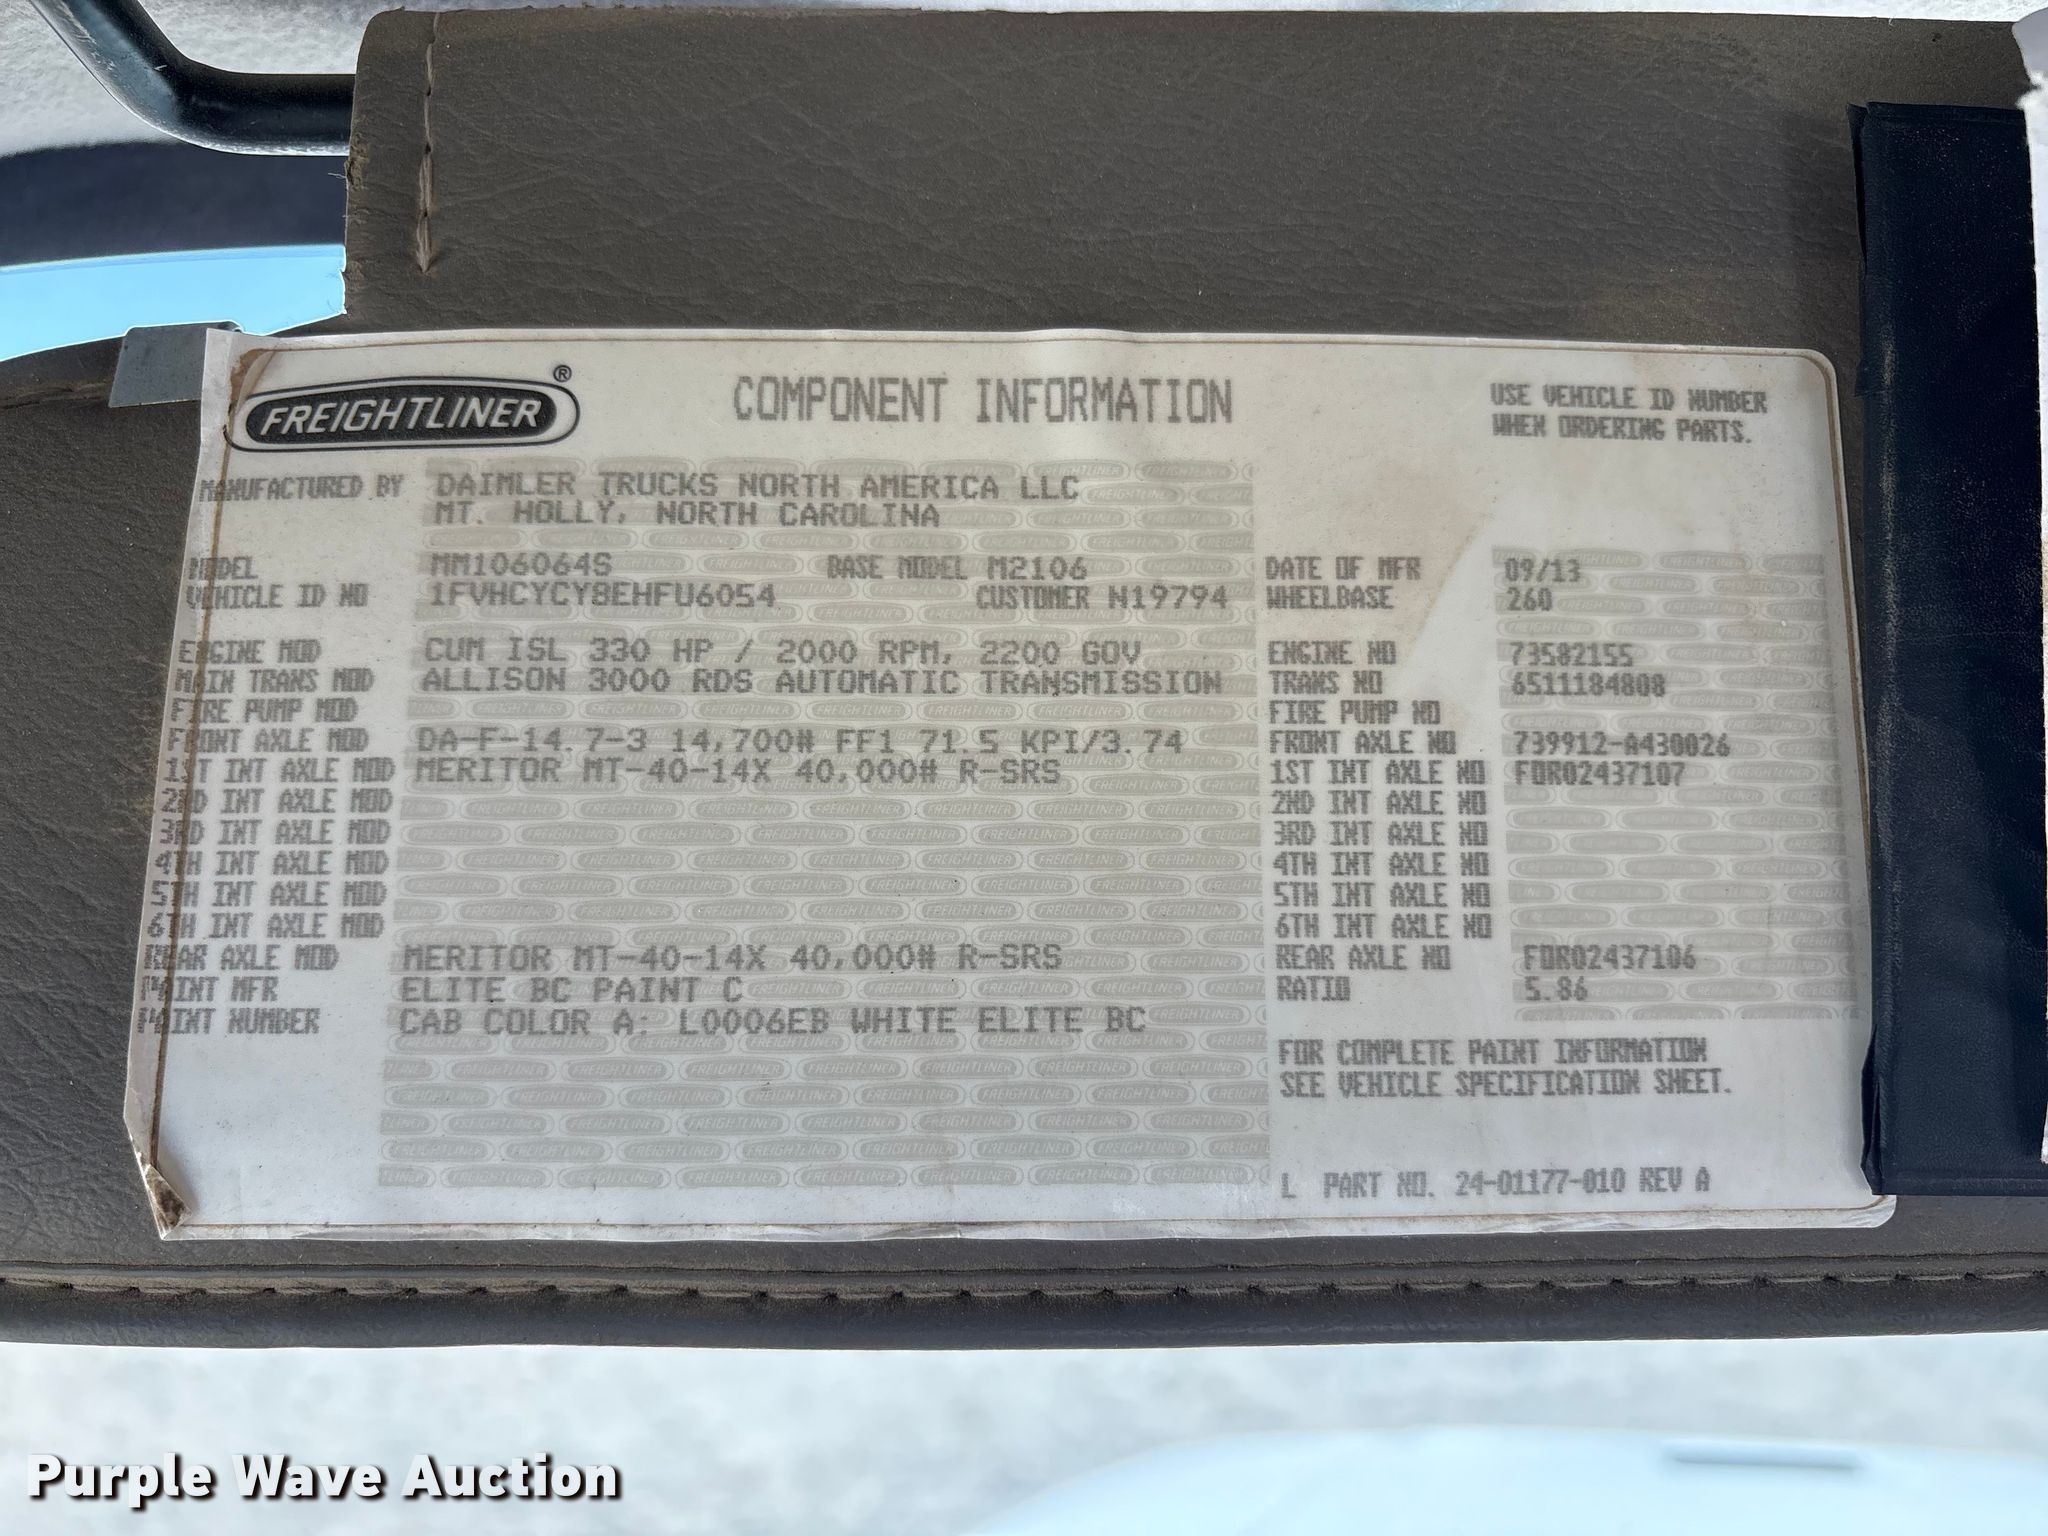 FREIGHTLINER®
COMPONENT INFORMATION
USE VEHICLE ID NUMBER
WHEN ORDERING PARTS.
MANUFACTURED BY DAIMLER TRUCKS NORTH AMERICA LLC
MT. HOLLY, NORTH CAROLINA
MODEL MM106064S BASE MODEL M2106 DATE OF MFR 09/13
VEHICLE ID NO 1FVHCYCY8EHFU6054 CUSTOMER N19794 WHEELBASE 260
ENGINE MOD CUM ISL 330 HP / 2000 RPM, 2200 GOV ENGINE NO 73582155
MAIN TRANS MOD ALLISON 3000 RDS AUTOMATIC TRANSMISSION TRANS NO 6511184808
FIRE PUMP MOD FIRE PUMP NO
FRONT AXLE MOD DA-F-14.7-3 14,700# FF1 71.5 KPI/3.74 FRONT AXLE NO 739912-A430026
1ST INT AXLE MOD MERITOR MT-40-14X 40,000# R-SRS 1ST INT AXLE NO FOR02437107
2ND INT AXLE MOD 2ND INT AXLE NO
3RD INT AXLE MOD 3RD INT AXLE NO
4TH INT AXLE MOD 4TH INT AXLE NO
5TH INT AXLE MOD 5TH INT AXLE NO
6TH INT AXLE MOD 6TH INT AXLE NO
REAR AXLE MOD MERITOR MT-40-14X 40,000# R-SRS REAR AXLE NO FOR02437106
PAINT MFR ELITE BC PAINT C RATIO 5.86
PAINT NUMBER CAB COLOR A: L0006EB WHITE ELITE BC
FOR COMPLETE PAINT INFORMATION
SEE VEHICLE SPECIFICATION SHEET.
L PART NO. 24-01177-010 REV A
Purple Wave Auction